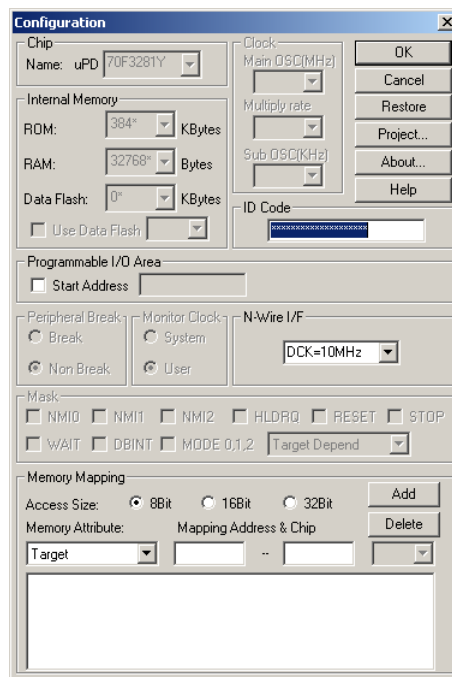 Configuration
Chip
Name: uPD 70F3281Y
Clock
Main OSC(MHz)
Multiply rate
Sub OSC(KHz)
OK
Cancel
Restore
Project...
About...
Help
Internal Memory
ROM: 384* KBytes
RAM: 32768* Bytes
Data Flash: 0* KBytes
Use Data Flash
ID Code
********************
Programmable I/O Area
Start Address
Peripheral Break
Break
Non Break
Monitor Clock
System
User
N-Wire I/F
DCK=10MHz
Mask
NMI0 NMI1 NMI2 HLDRQ RESET STOP
WAIT DBINT MODE 0,1,2 Target Depend
Memory Mapping
Access Size: 8Bit 16Bit 32Bit
Add
Memory Attribute: Mapping Address & Chip
Delete
Target --